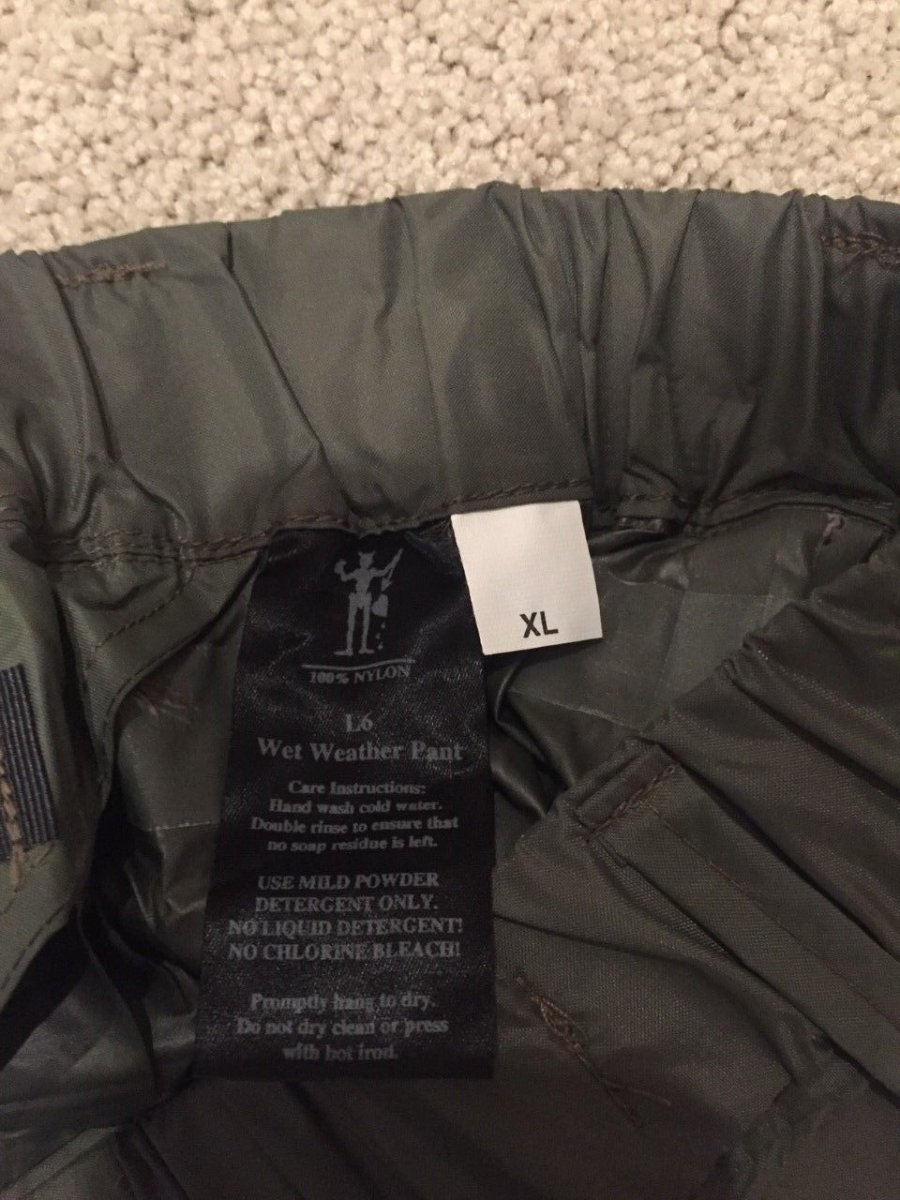 XL
100% NYLON
L6
Wet Weather Pant
Care Instructions:
Hand wash cold water.
Double rinse to ensure that
no soap residue is left.
USE MILD POWDER
DETERGENT ONLY.
NO LIQUID DETERGENT!
NO CHLORINE BLEACH!
Promptly hang to dry.
Do not dry clean or press
with hot iron.